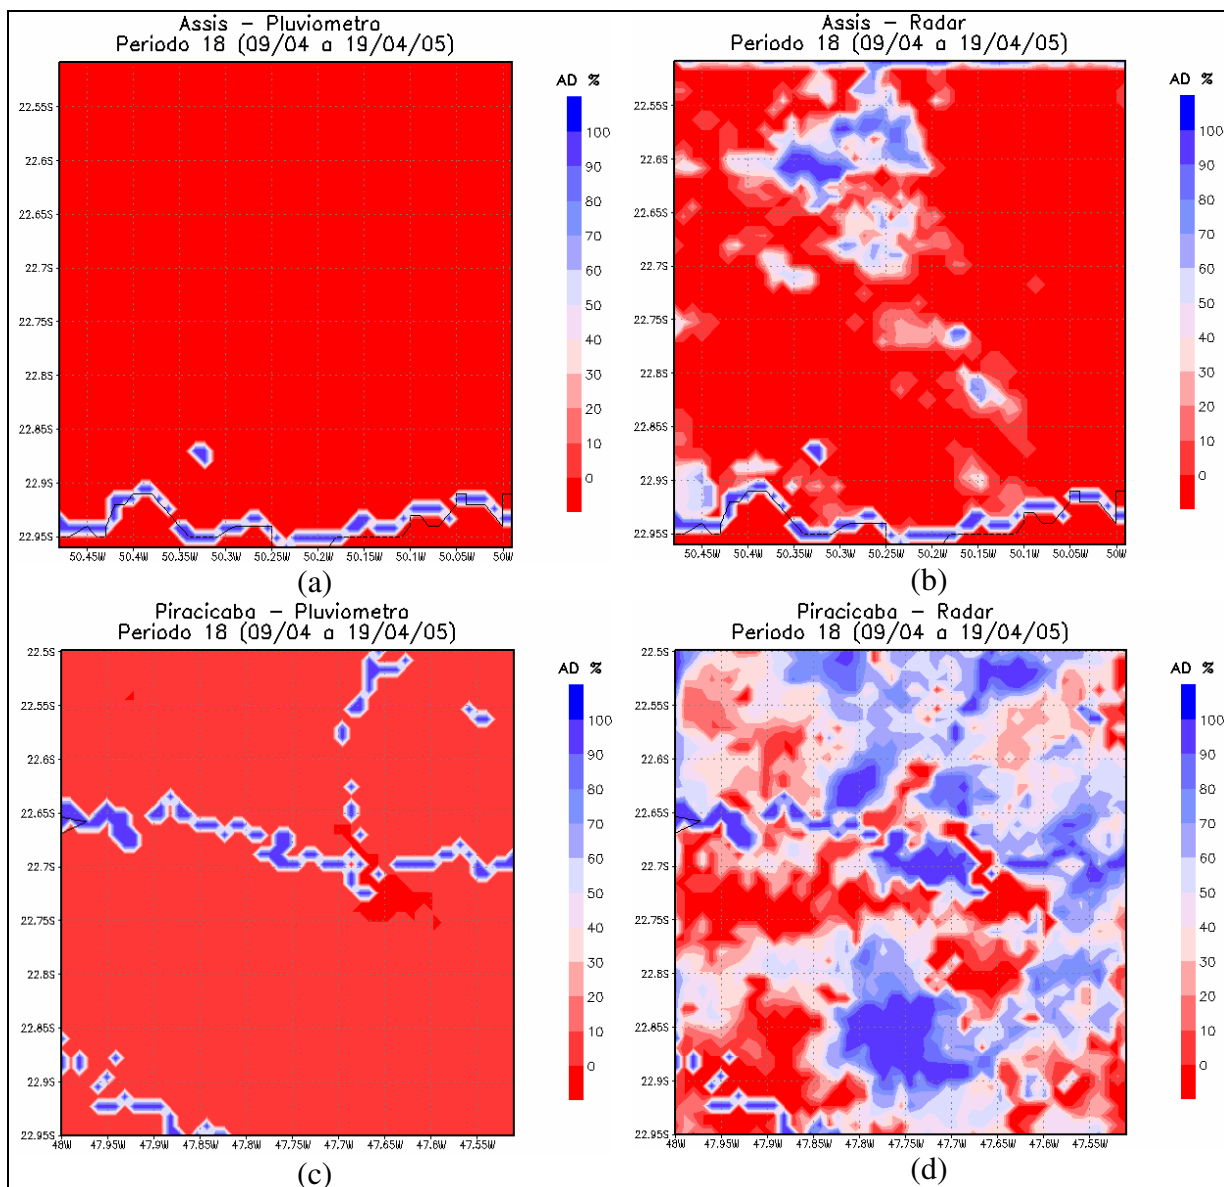 Assis – Pluviometro
Periodo 18 (09/04 a 19/04/05)
AD %
100
90
80
70
60
50
40
30
20
10
0
22.55S
22.6S
22.65S
22.7S
22.75S
22.8S
22.85S
22.9S
22.95S
50.45W
50.4W
50.35W
50.3W
50.25W
50.2W
50.15W
50.1W
50.05W
50W
(a)
Assis – Radar
Periodo 18 (09/04 a 19/04/05)
AD %
100
90
80
70
60
50
40
30
20
10
0
22.55S
22.6S
22.65S
22.7S
22.75S
22.8S
22.85S
22.9S
22.95S
50.45W
50.4W
50.35W
50.3W
50.25W
50.2W
50.15W
50.1W
50.05W
50W
(b)
Piracicaba – Pluviometro
Periodo 18 (09/04 a 19/04/05)
AD %
100
90
80
70
60
50
40
30
20
10
0
22.5S
22.55S
22.6S
22.65S
22.7S
22.75S
22.8S
22.85S
22.9S
22.95S
48W
47.95W
47.9W
47.85W
47.8W
47.75W
47.7W
47.65W
47.6W
47.55W
(c)
Piracicaba – Radar
Periodo 18 (09/04 a 19/04/05)
AD %
100
90
80
70
60
50
40
30
20
10
0
22.5S
22.55S
22.6S
22.65S
22.7S
22.75S
22.8S
22.85S
22.9S
22.95S
48W
47.95W
47.9W
47.85W
47.8W
47.75W
47.7W
47.65W
47.6W
47.55W
(d)